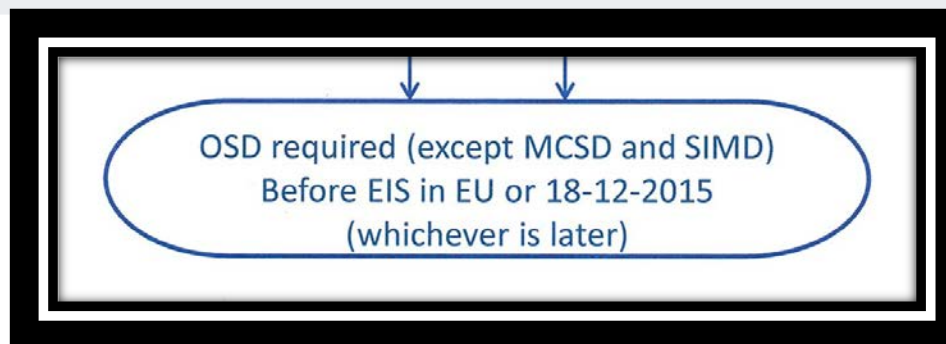 OSD required (except MCSD and SIMD)
Before EIS in EU or 18-12-2015
(whichever is later)